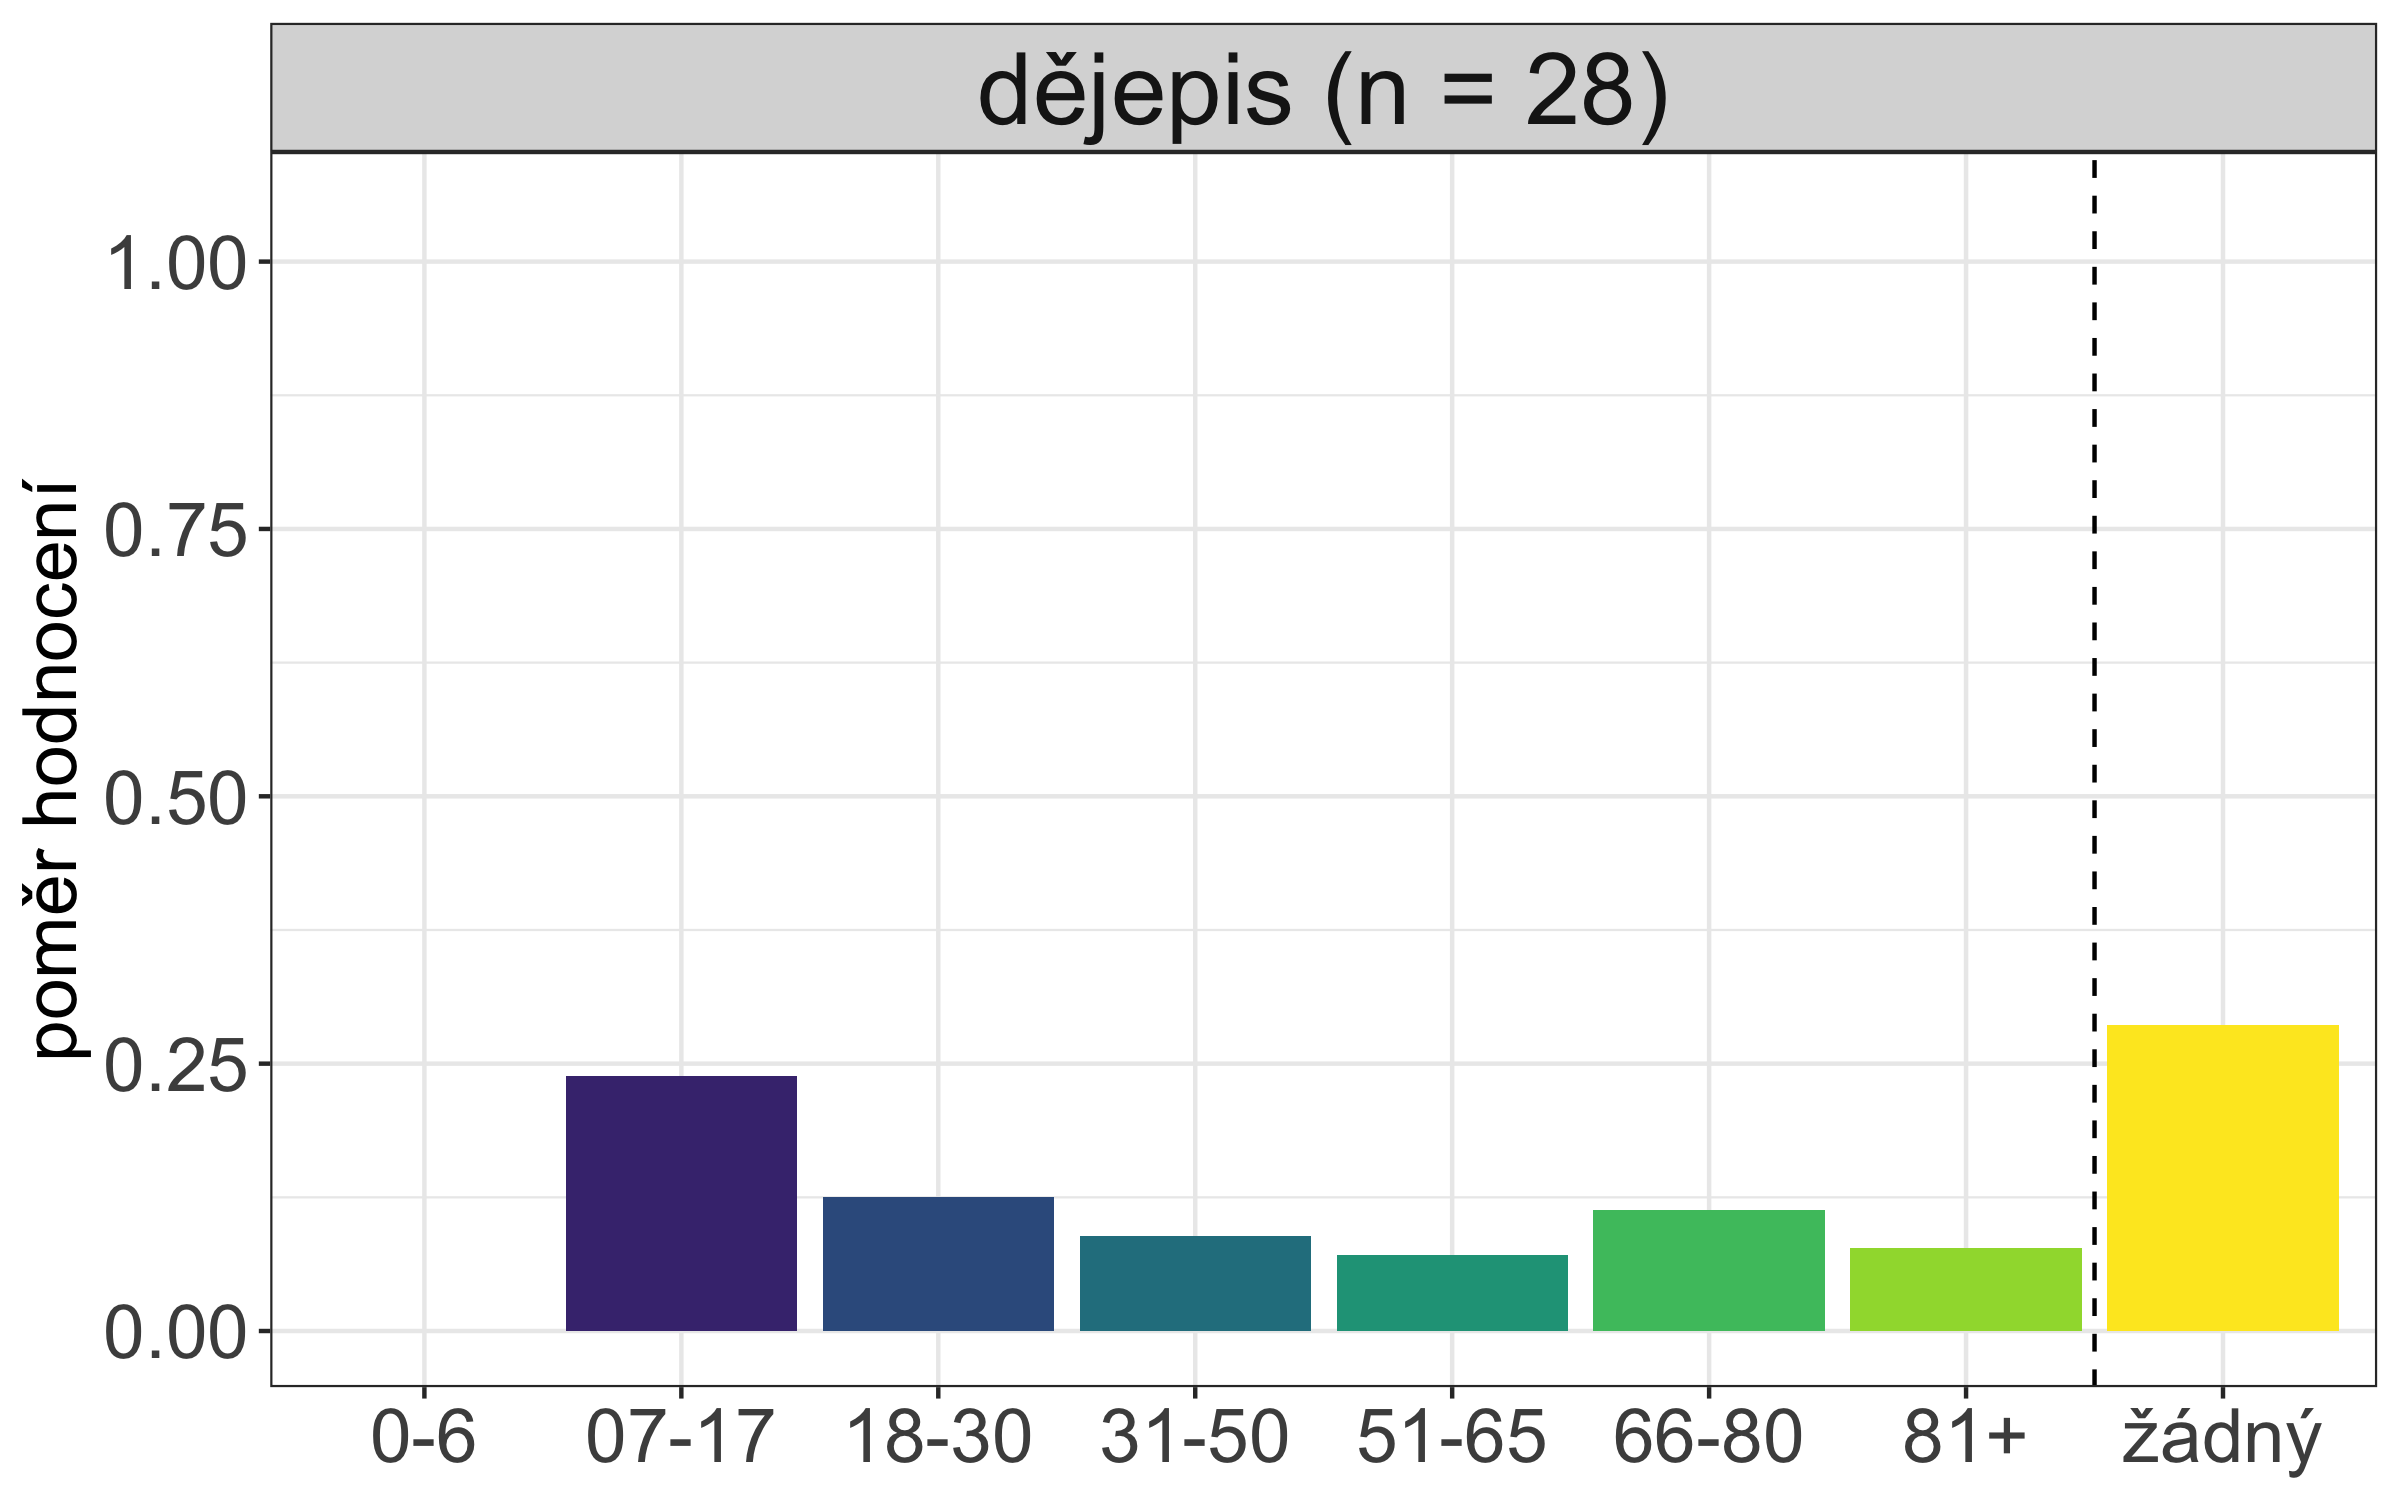 dějepis (n = 28)
poměr hodnocení
1.00
0.75
0.50
0.25
0.00
0-6 07-17 18-30 31-50 51-65 66-80 81+ žádný